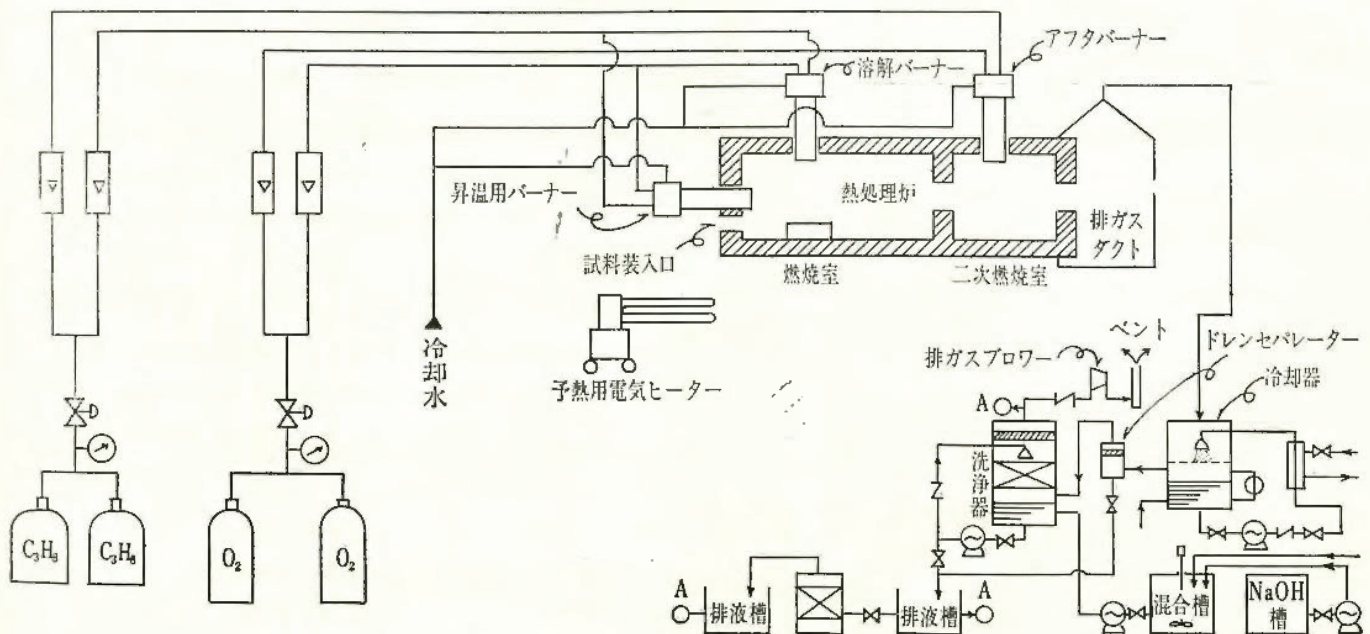 アフタバーナー
溶解バーナー
昇温用バーナー
熱処理炉
排ガス
ダクト
試料装入口
燃焼室
二次燃焼室
冷却水
予熱用電気ヒーター
排ガスブロワー
ベント
ドレンセパレーター
冷却器
A
洗浄器
C₃H₈
C₃H₈
O₂
O₂
A
排液槽
排液槽
A
混合槽
NaOH
槽